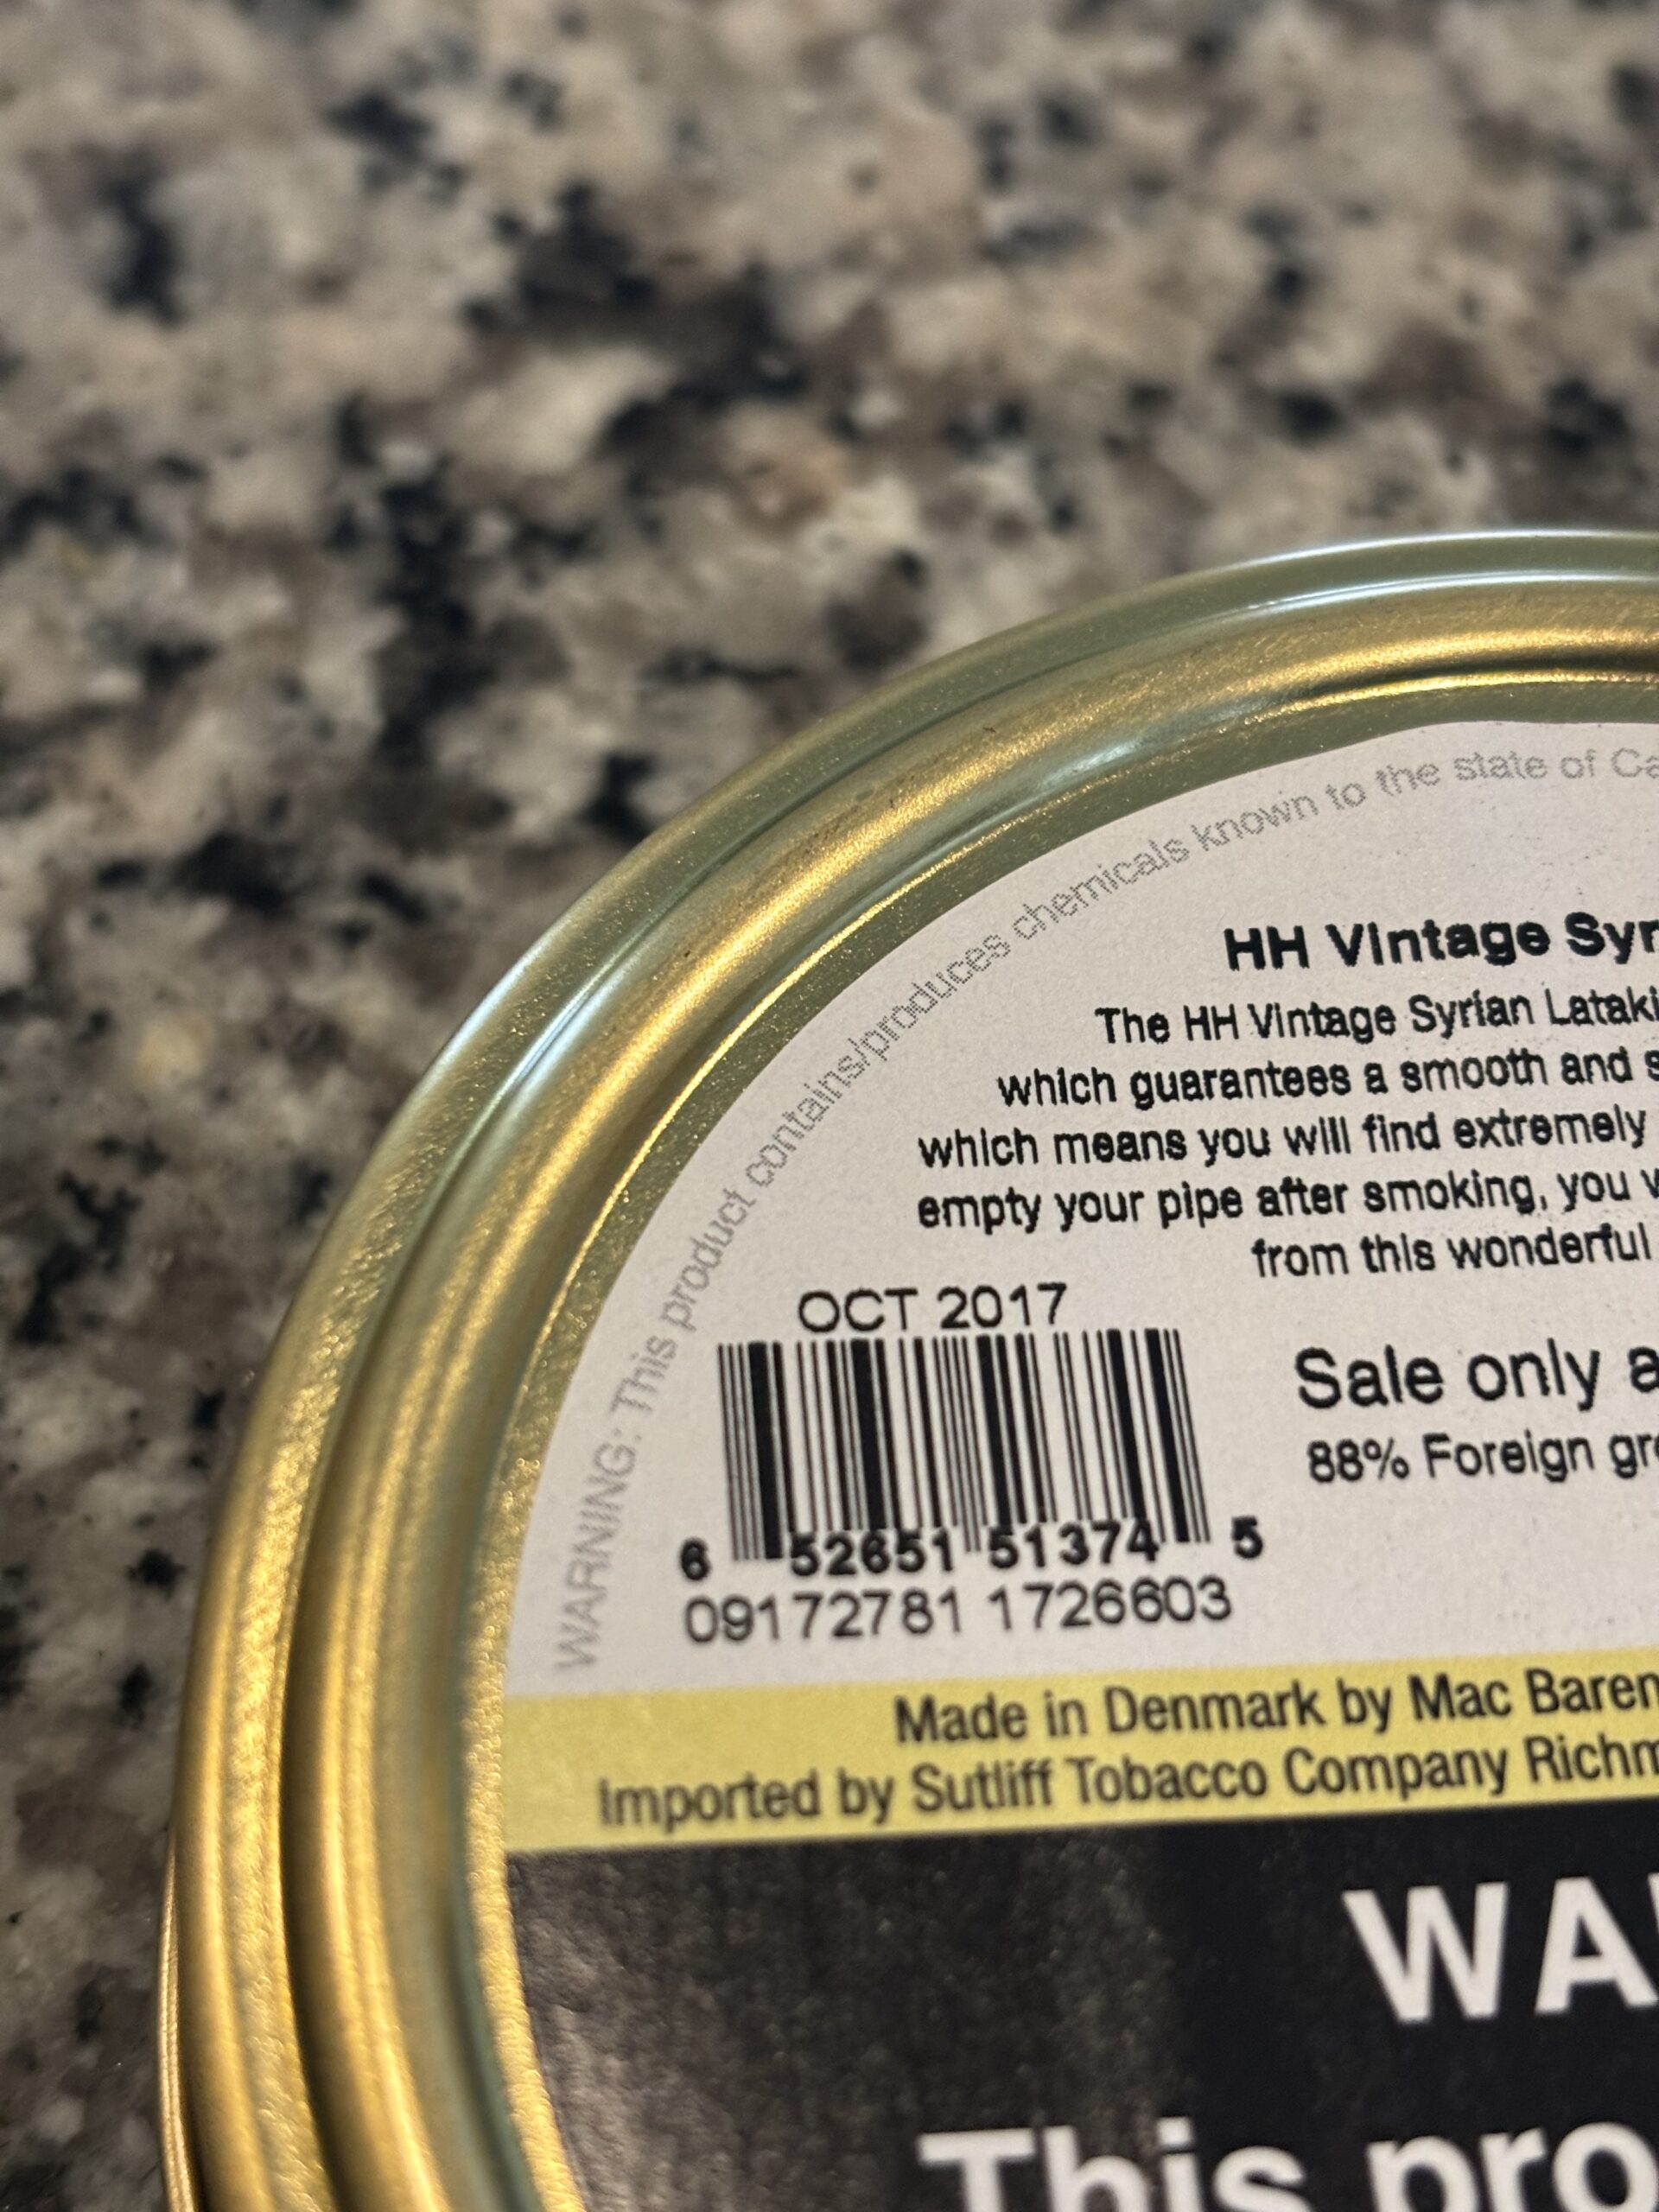 WARNING: This product contains/produces chemicals known to the state of Ca
HH Vintage Syr
The HH Vintage Syrian Lataki
which guarantees a smooth and s
which means you will find extremely
empty your pipe after smoking, you w
from this wonderful
OCT 2017
6 52651 51374 5
09172781 1726603
Sale only a
88% Foreign gr
Made in Denmark by Mac Baren
Imported by Sutliff Tobacco Company Richm
WA
This pro